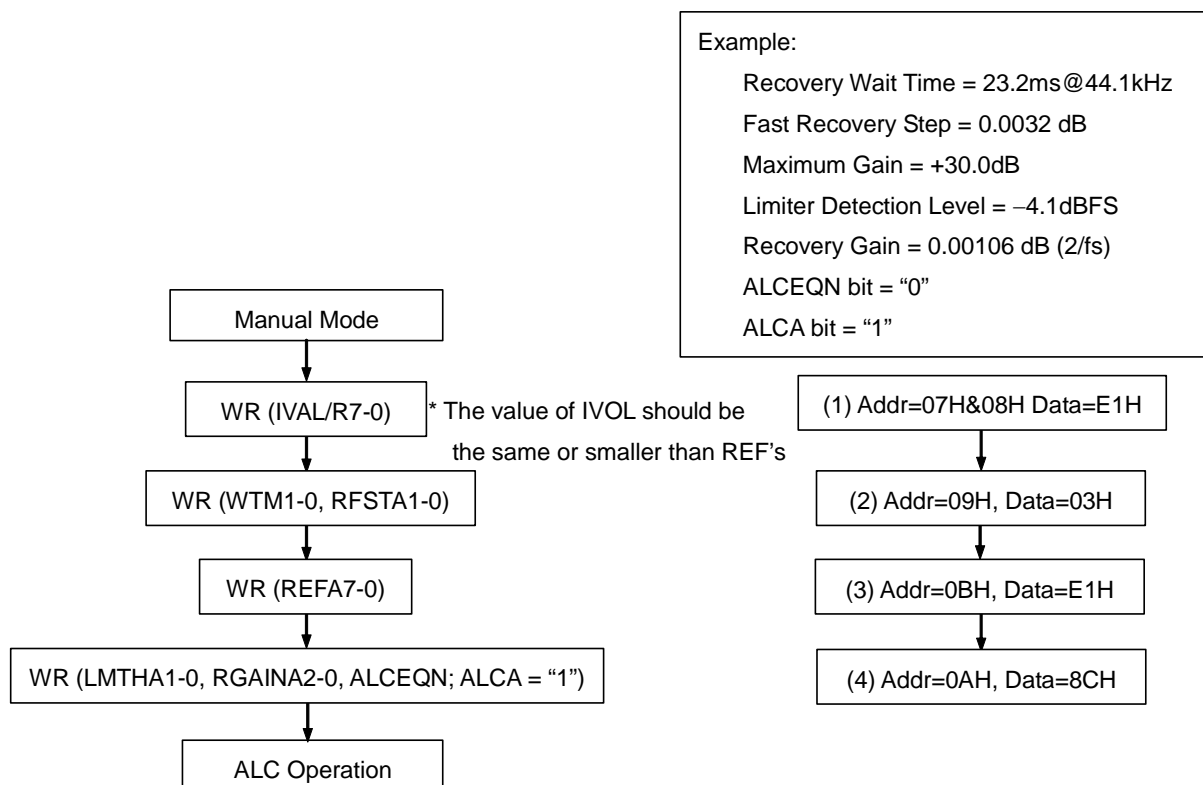 Example:
Recovery Wait Time = 23.2ms@44.1kHz
Fast Recovery Step = 0.0032 dB
Maximum Gain = +30.0dB
Limiter Detection Level = −4.1dBFS
Recovery Gain = 0.00106 dB (2/fs)
ALCEQN bit = “0”
ALCA bit = “1”
Manual Mode
WR (IVAL/R7-0)
* The value of IVOL should be
the same or smaller than REF’s
WR (WTM1-0, RFSTA1-0)
WR (REFA7-0)
WR (LMTHA1-0, RGAINA2-0, ALCEQN; ALCA = “1”)
ALC Operation
(1) Addr=07H&08H Data=E1H
(2) Addr=09H, Data=03H
(3) Addr=0BH, Data=E1H
(4) Addr=0AH, Data=8CH